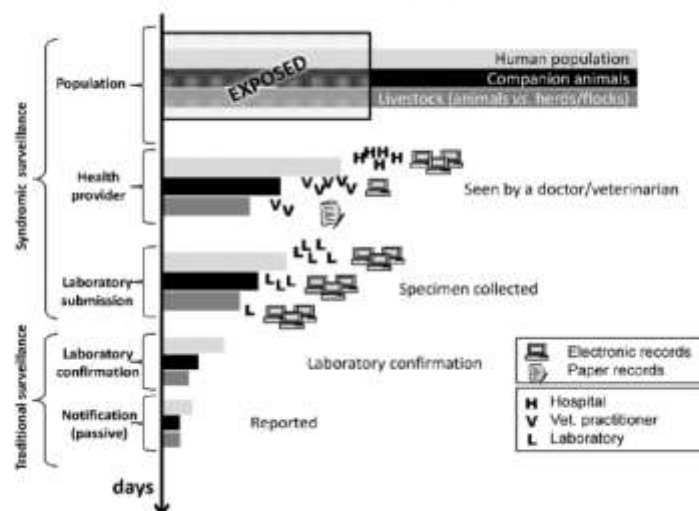 Syndromic surveillance
Traditional surveillance
Population
EXPOSED
Human population
Companion animals
Livestock (animals vs. herds/flocks)
Health
provider
H H H H H
V V V V V
V V
Seen by a doctor/veterinarian
Laboratory
submission
L L L L L
L L L
L
Specimen collected
Laboratory
confirmation
Laboratory confirmation
Notification
(passive)
Reported
days
Electronic records
Paper records
H Hospital
V Vet. practitioner
L Laboratory